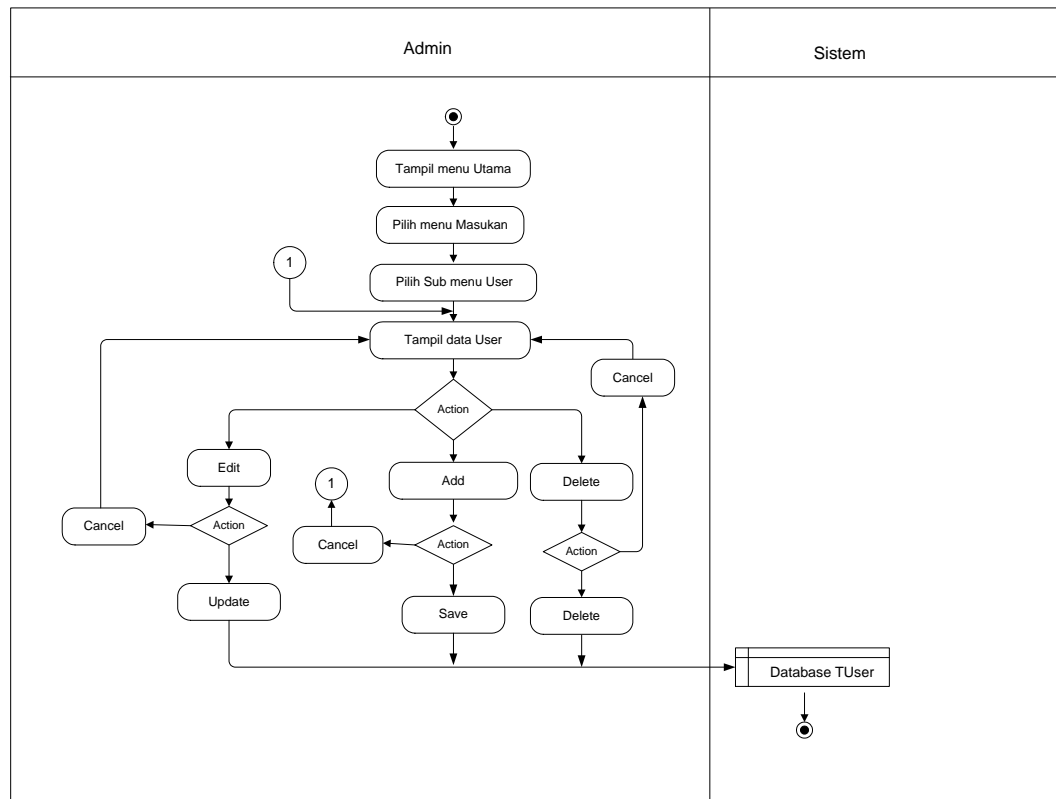 Admin
Sistem
Tampil menu Utama
Pilih menu Masukan
1
Pilih Sub menu User
Tampil data User
Cancel
Action
Edit
Add
Delete
1
Cancel
Action
Cancel
Action
Action
Update
Save
Delete
Database TUser